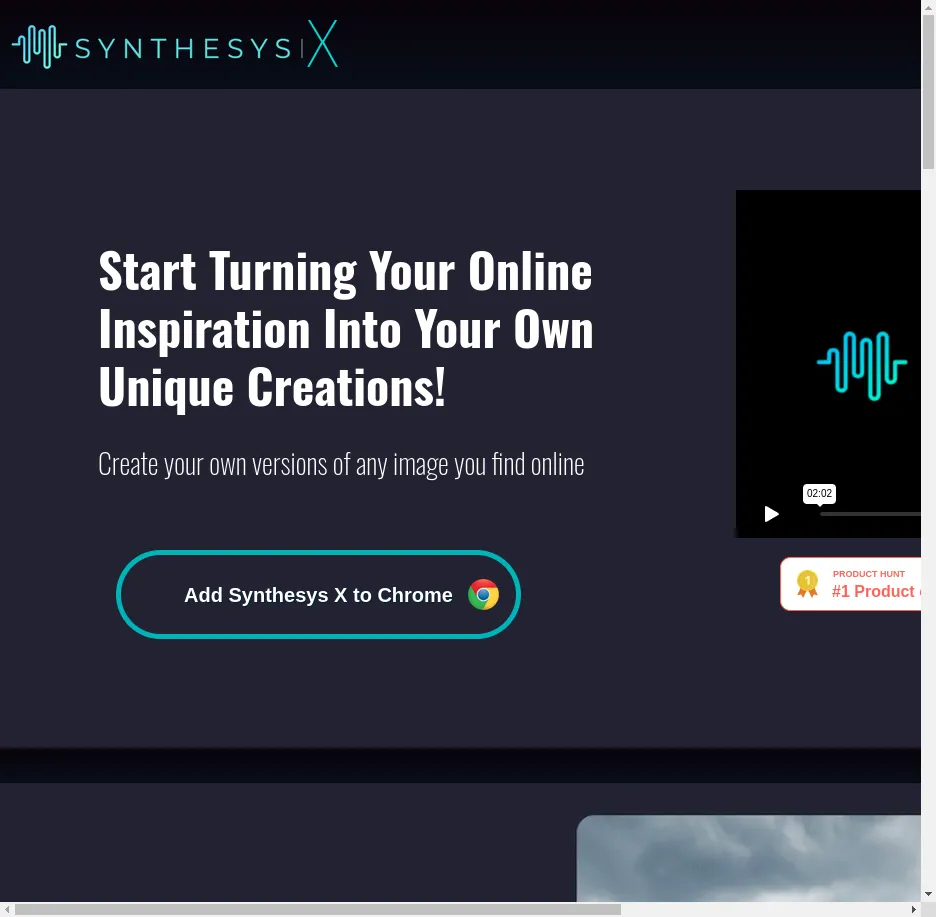 SYNTHESYS X
Start Turning Your Online
Inspiration Into Your Own
Unique Creations!
Create your own versions of any image you find online
Add Synthesys X to Chrome
02:02
1
PRODUCT HUNT
#1 Product